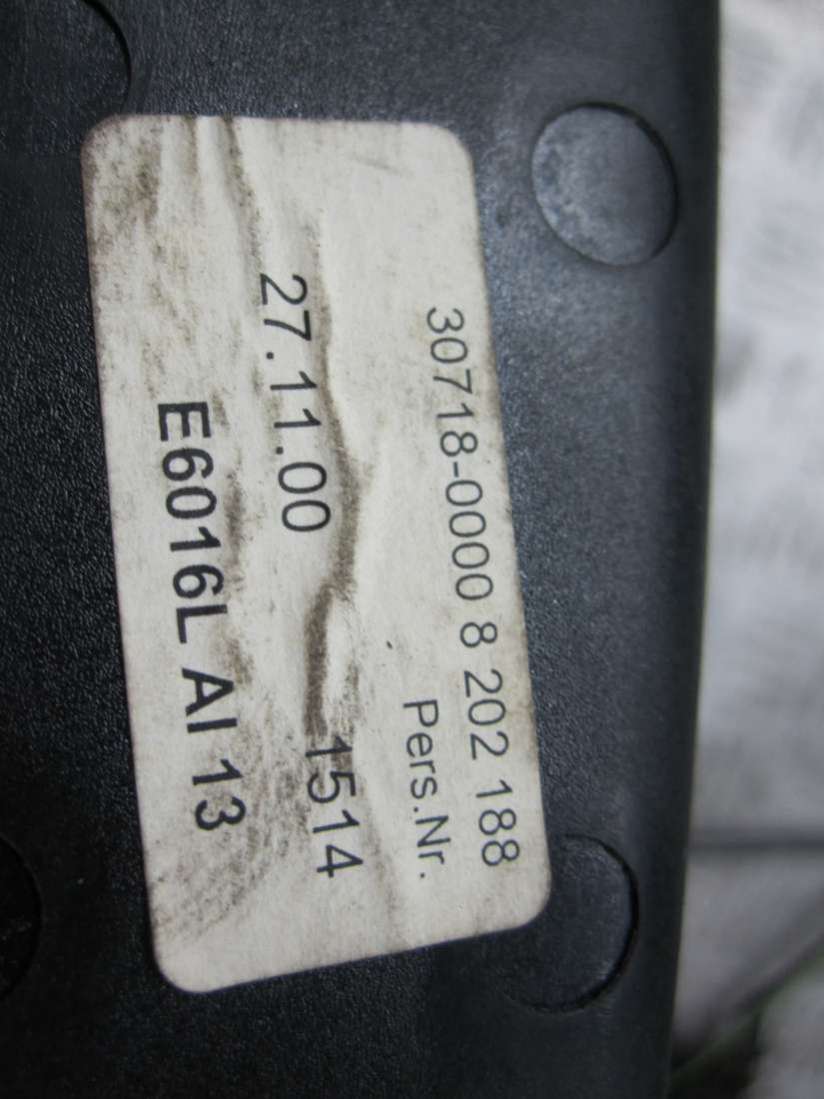 30718-0000 8 202 188
Pers.Nr.
27.11.00 1514
E6016L AI 13